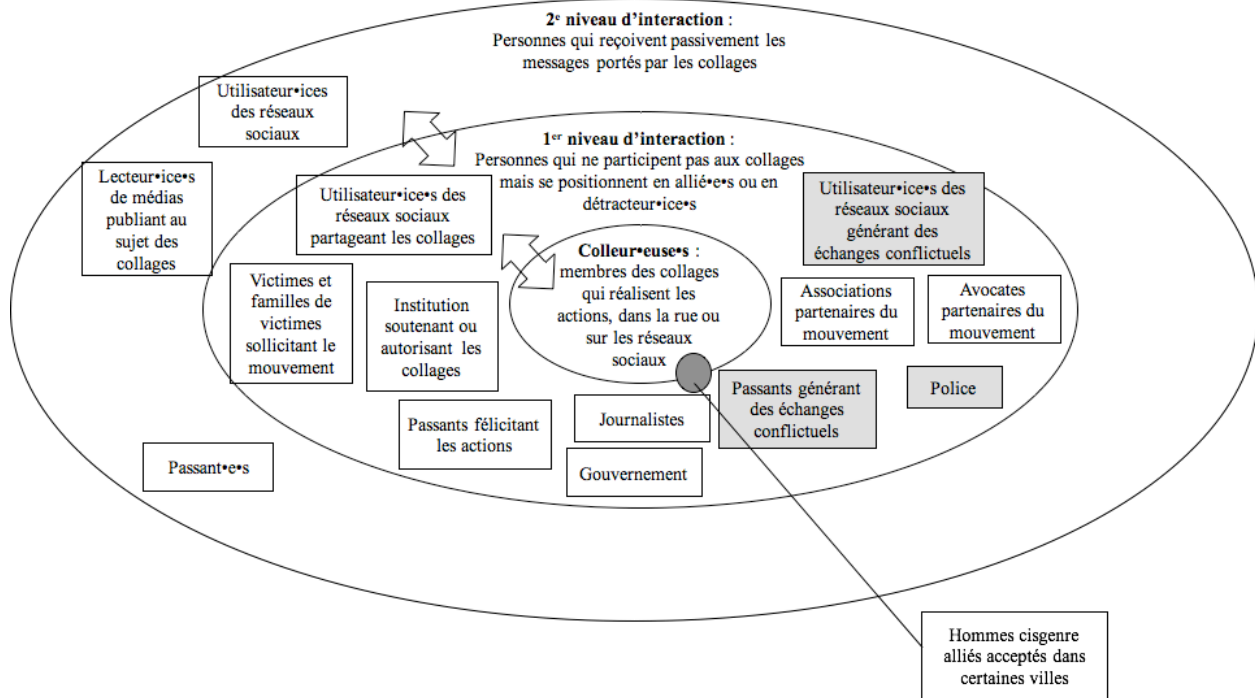 2e niveau d'interaction :
Personnes qui reçoivent passivement les
messages portés par les collages
Utilisateur•ices
des réseaux
sociaux
1er niveau d'interaction :
Personnes qui ne participent pas aux collages
mais se positionnent en allié•e•s ou en
détracteur•ice•s
Lecteur•ice•s
de médias
publiant au
sujet des
collages
Utilisateur•ice•s des
réseaux sociaux
partageant les collages
Utilisateur•ice•s des
réseaux sociaux
générant des
échanges conflictuels
Colleur•euse•s :
membres des collages
qui réalisent les
actions, dans la rue ou
sur les réseaux
sociaux
Victimes et
familles de
victimes
sollicitant le
mouvement
Institution
soutenant ou
autorisant les
collages
Associations
partenaires du
mouvement
Avocates
partenaires du
mouvement
Passants félicitant
les actions
Journalistes
Gouvernement
Passants générant
des échanges
conflictuels
Police
Passant•e•s
Hommes cisgenre
alliés acceptés dans
certaines villes